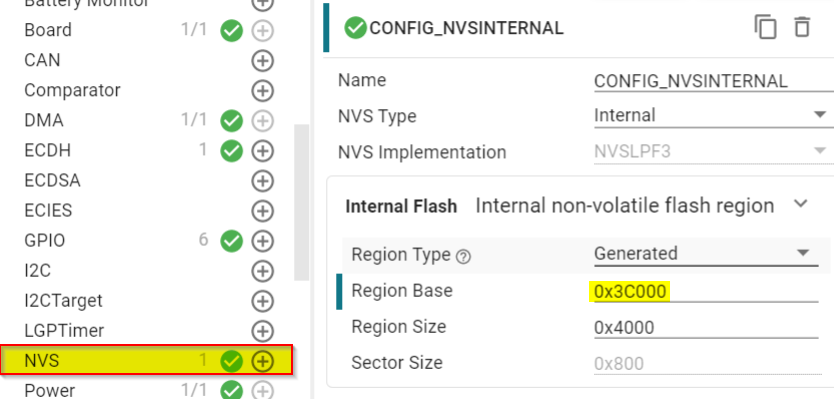 Battery Monitor
Board 1/1
CAN
Comparator
DMA 1/1
ECDH 1
ECDSA
ECIES
GPIO 6
I2C
I2CTarget
LGPTimer
NVS 1
Power 1/1
CONFIG_NVSINTERNAL
Name CONFIG_NVSINTERNAL
NVS Type Internal
NVS Implementation NVSLPF3
Internal Flash Internal non-volatile flash region
Region Type Generated
Region Base 0x3C000
Region Size 0x4000
Sector Size 0x800